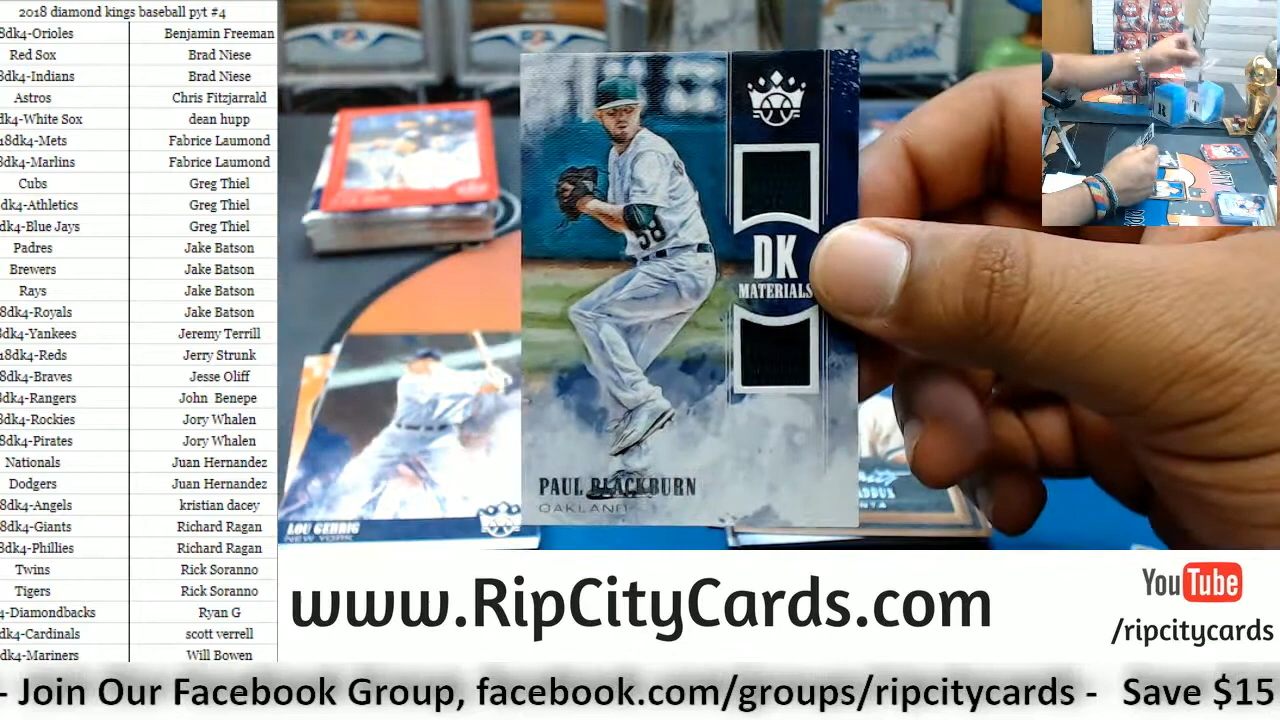 2018 diamond kings baseball pyt #4
8dk4-Orioles Benjamin Freeman
Red Sox Brad Niese
8dk4-Indians Brad Niese
Astros Chris Fitzjarrald
dk4-White Sox dean hupp
18dk4-Mets Fabrice Laumond
8dk4-Marlins Fabrice Laumond
Cubs Greg Thiel
dk4-Athletics Greg Thiel
dk4-Blue Jays Greg Thiel
Padres Jake Batson
Brewers Jake Batson
Rays Jake Batson
8dk4-Royals Jake Batson
8dk4-Yankees Jeremy Terrill
18dk4-Reds Jerry Strunk
8dk4-Braves Jesse Oliff
8dk4-Rangers John Benepe
8dk4-Rockies Jory Whalen
8dk4-Pirates Jory Whalen
Nationals Juan Hernandez
Dodgers Juan Hernandez
8dk4-Angels kristian dacey
8dk4-Giants Richard Ragan
8dk4-Phillies Richard Ragan
Twins Rick Soranno
Tigers Rick Soranno
4-Diamondbacks Ryan G
dk4-Cardinals scott verrell
dk4-Mariners Will Bowen
58
DK
MATERIALS
PAUL BLACKBURN
OAKLAND
LOU GEHRIG
NEW YORK
www.RipCityCards.com
YouTube
/ripcitycards
- Join Our Facebook Group, facebook.com/groups/ripcitycards - Save $15